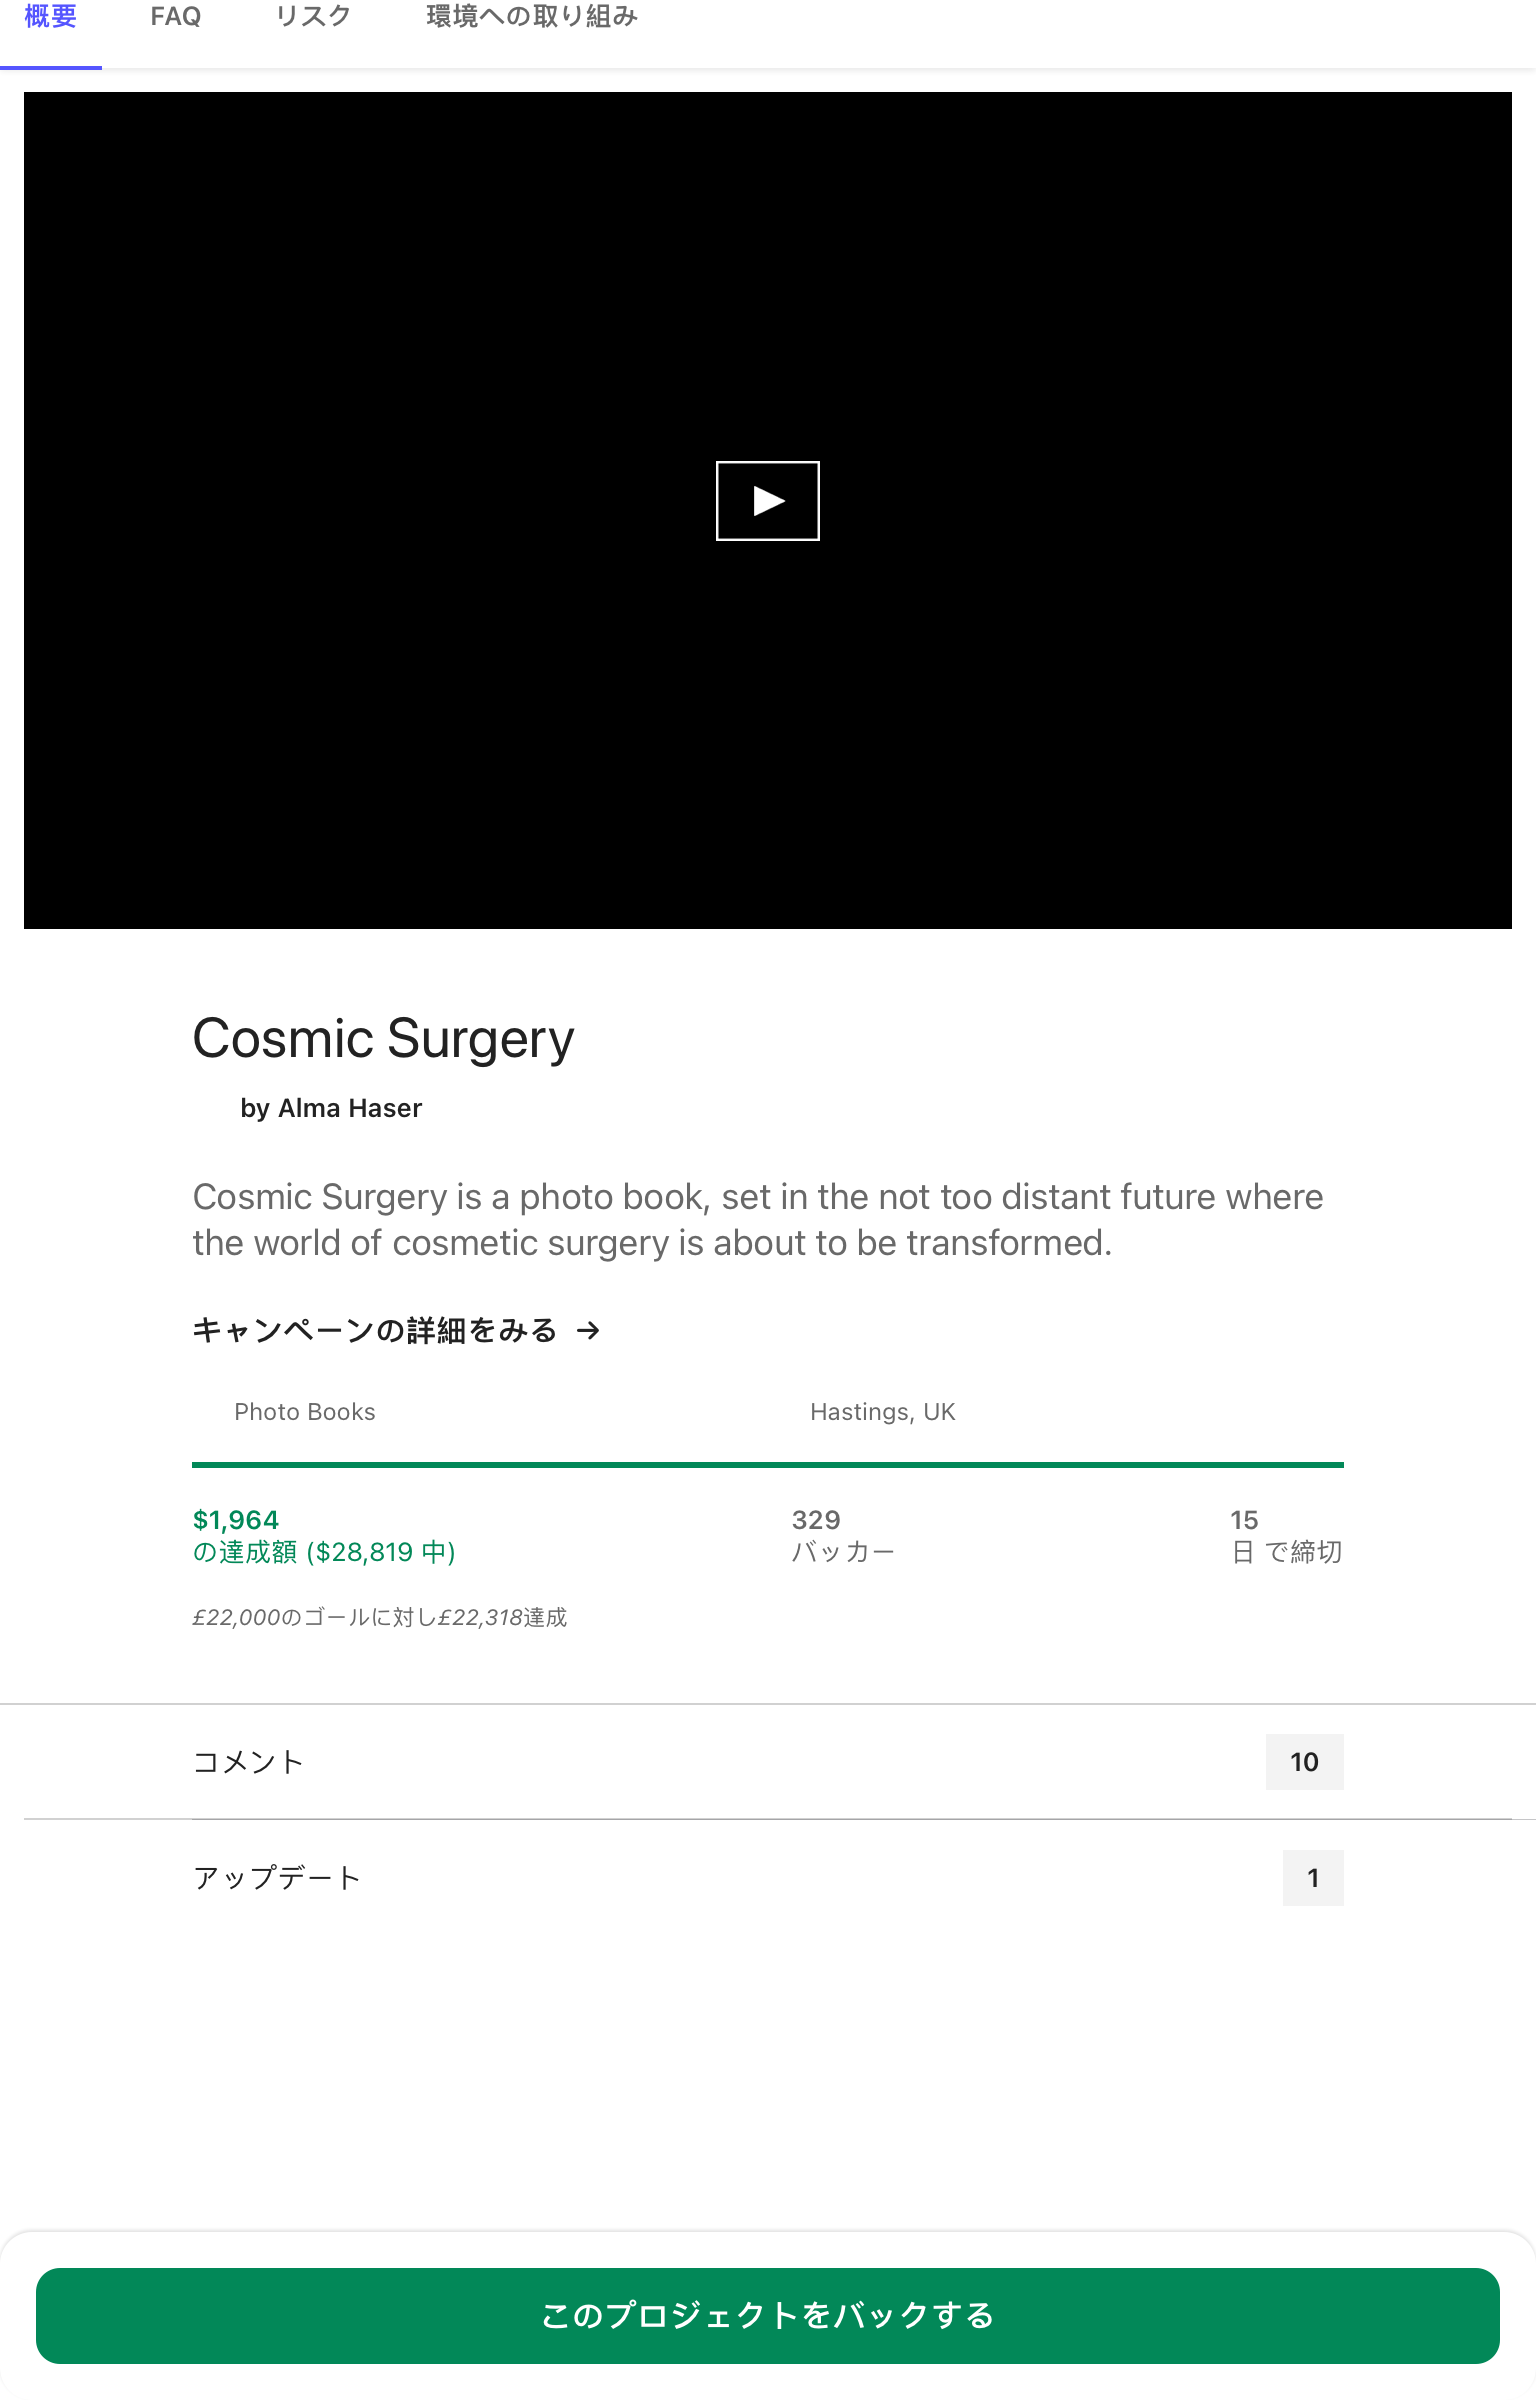 概要 FAQ リスク 環境への取り組み
Cosmic Surgery
by Alma Haser
Cosmic Surgery is a photo book, set in the not too distant future where
the world of cosmetic surgery is about to be transformed.
キャンペーンの詳細をみる →
Photo Books Hastings, UK
$1,964 329 15
の達成額 ($28,819 中) バッカー 日 で締切
£22,000のゴールに対し£22,318達成
コメント 10
アップデート 1
このプロジェクトをバックする